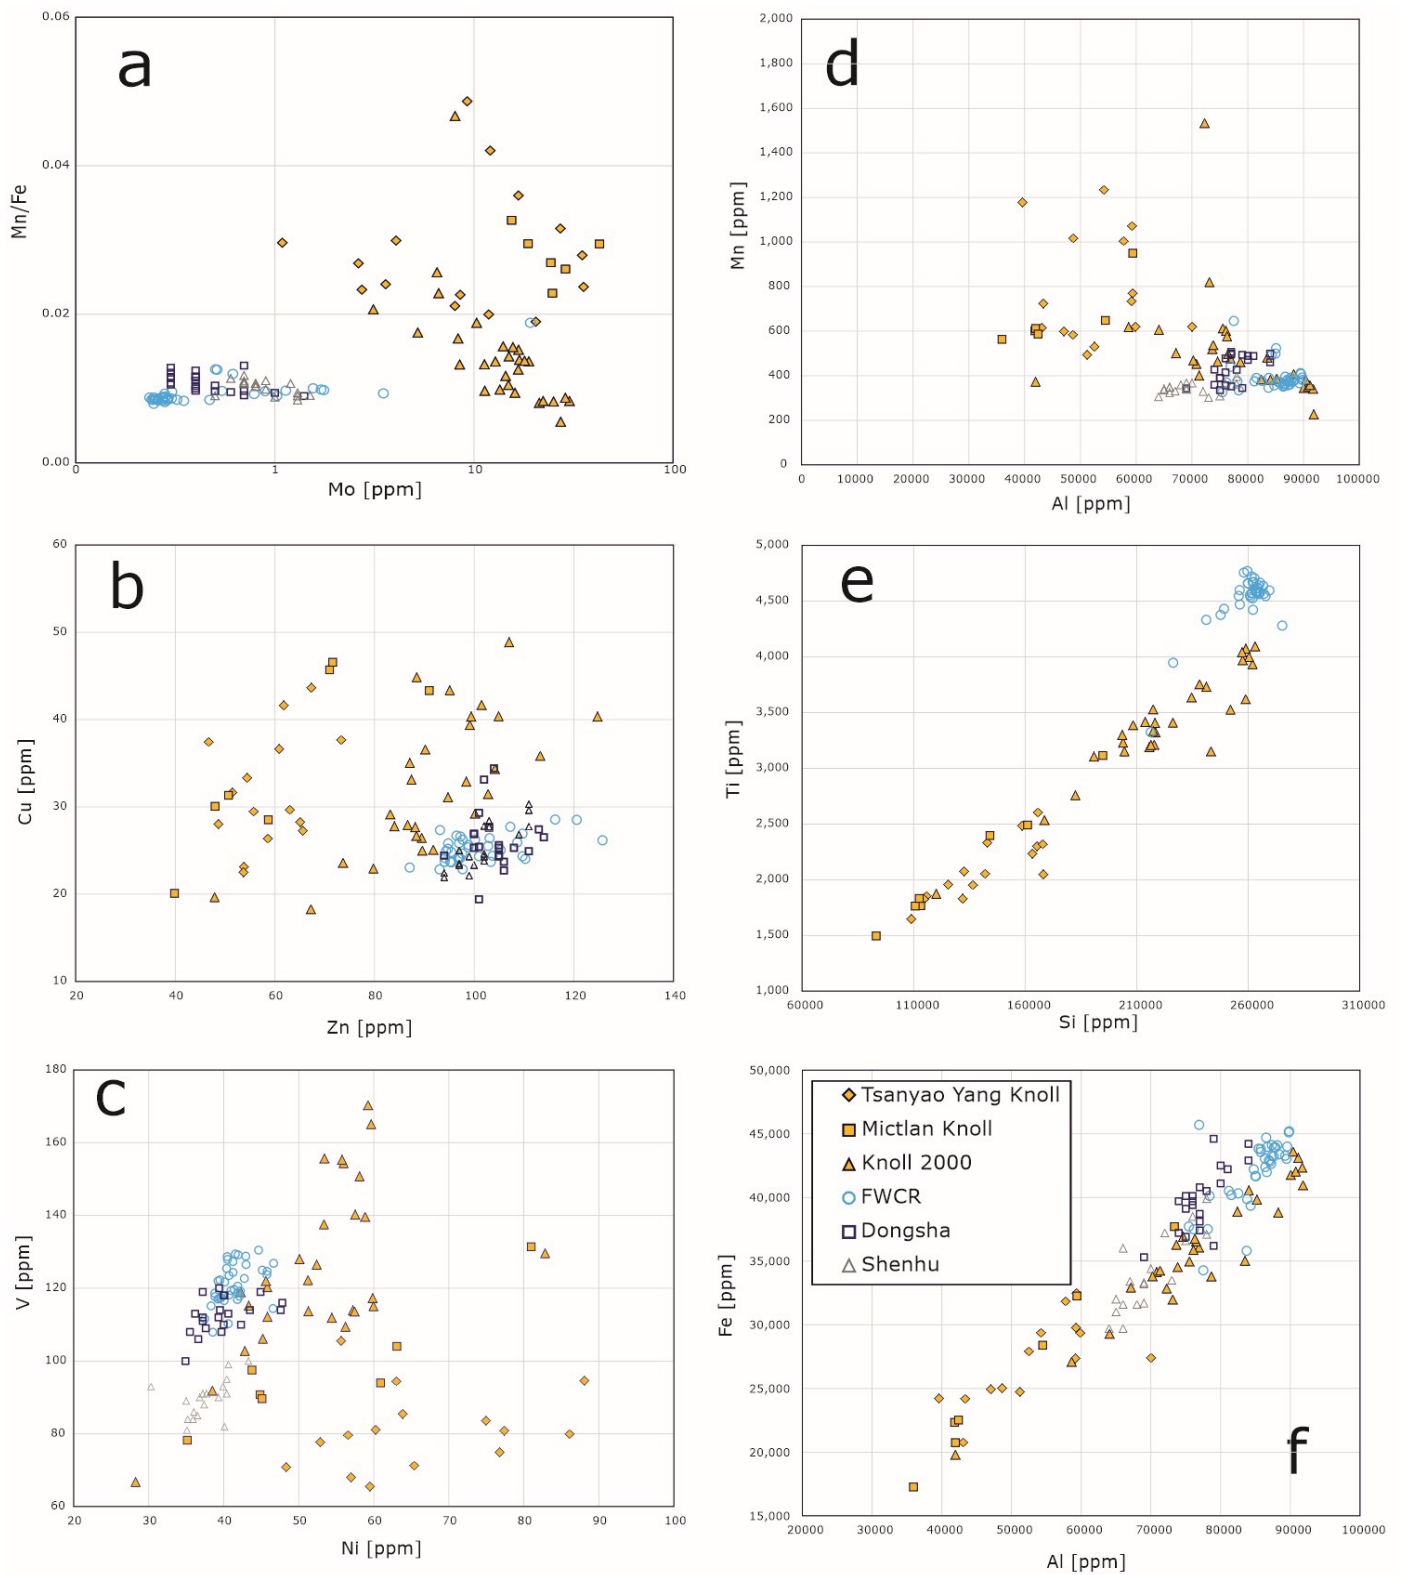 a
0.06
0.04
0.02
0.00
Mn/Fe
0 1 10 100
Mo [ppm]
d
2,000
1,800
1,600
1,400
1,200
1,000
800
600
400
200
0
Mn [ppm]
0 10000 20000 30000 40000 50000 60000 70000 80000 90000 100000
Al [ppm]
b
60
50
40
30
20
10
Cu [ppm]
20 40 60 80 100 120 140
Zn [ppm]
e
5,000
4,500
4,000
3,500
3,000
2,500
2,000
1,500
1,000
Ti [ppm]
60000 110000 160000 210000 260000 310000
Si [ppm]
c
180
160
140
120
100
80
60
V [ppm]
20 30 40 50 60 70 80 90 100
Ni [ppm]
f
50,000
45,000
40,000
35,000
30,000
25,000
20,000
15,000
Fe [ppm]
Tsanyao Yang Knoll
Mictlan Knoll
Knoll 2000
FWCR
Dongsha
Shenhu
20000 30000 40000 50000 60000 70000 80000 90000 100000
Al [ppm]